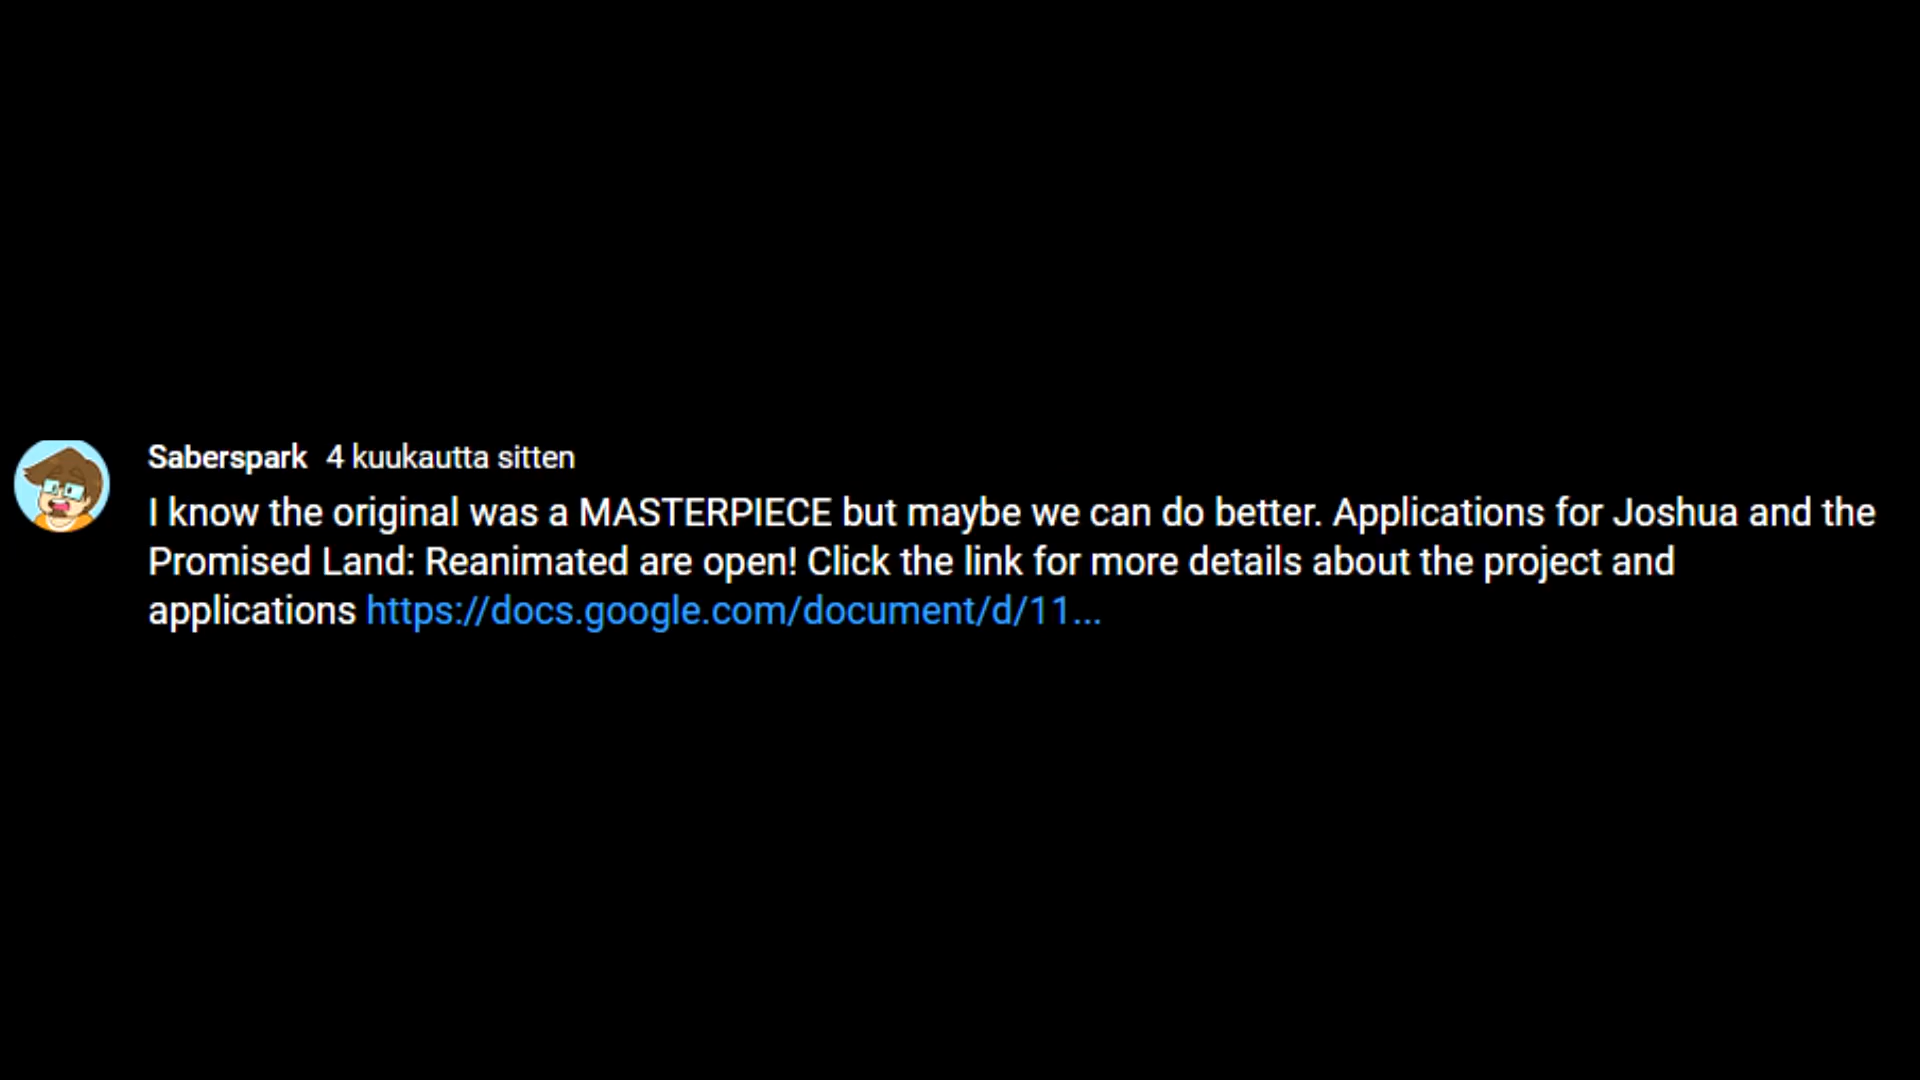 Saberspark 4 kuukautta sitten
I know the original was a MASTERPIECE but maybe we can do better. Applications for Joshua and the
Promised Land: Reanimated are open! Click the link for more details about the project and
applications https://docs.google.com/document/d/11...